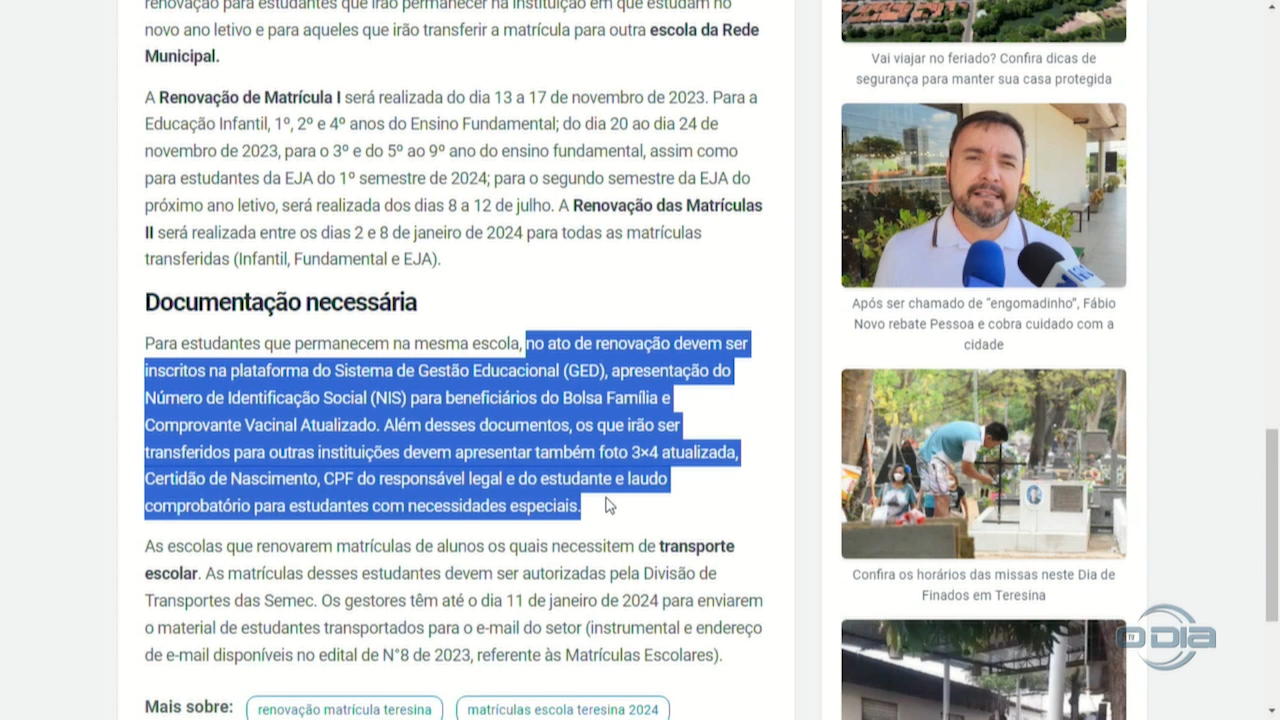 renovação para estudantes que irão permanecer na instituição em que estudam no
novo ano letivo e para aqueles que irão transferir a matrícula para outra escola da Rede
Municipal.
A Renovação de Matrícula I será realizada do dia 13 a 17 de novembro de 2023. Para a
Educação Infantil, 1º, 2º e 4º anos do Ensino Fundamental; do dia 20 ao dia 24 de
novembro de 2023, para o 3º e do 5º ao 9º ano do ensino fundamental, assim como
para estudantes da EJA do 1º semestre de 2024; para o segundo semestre da EJA do
próximo ano letivo, será realizada dos dias 8 a 12 de julho. A Renovação das Matrículas
II será realizada entre os dias 2 e 8 de janeiro de 2024 para todas as matrículas
transferidas (Infantil, Fundamental e EJA).
Documentação necessária
Para estudantes que permanecem na mesma escola, no ato de renovação devem ser
inscritos na plataforma do Sistema de Gestão Educacional (GED), apresentação do
Número de Identificação Social (NIS) para beneficiários do Bolsa Família e
Comprovante Vacinal Atualizado. Além desses documentos, os que irão ser
transferidos para outras instituições devem apresentar também foto 3×4 atualizada,
Certidão de Nascimento, CPF do responsável legal e do estudante e laudo
comprobatório para estudantes com necessidades especiais.
As escolas que renovarem matrículas de alunos os quais necessitem de transporte
escolar. As matrículas desses estudantes devem ser autorizadas pela Divisão de
Transportes das Semec. Os gestores têm até o dia 11 de janeiro de 2024 para enviarem
o material de estudantes transportados para o e-mail do setor (instrumental e endereço
de e-mail disponíveis no edital de N°8 de 2023, referente às Matrículas Escolares).
Mais sobre: renovação matrícula teresina matrículas escola teresina 2024
Vai viajar no feriado? Confira dicas de
segurança para manter sua casa protegida
Após ser chamado de “engomadinho”, Fábio
Novo rebate Pessoa e cobra cuidado com a
cidade
Confira os horários das missas neste Dia de
Finados em Teresina
TV O DIA